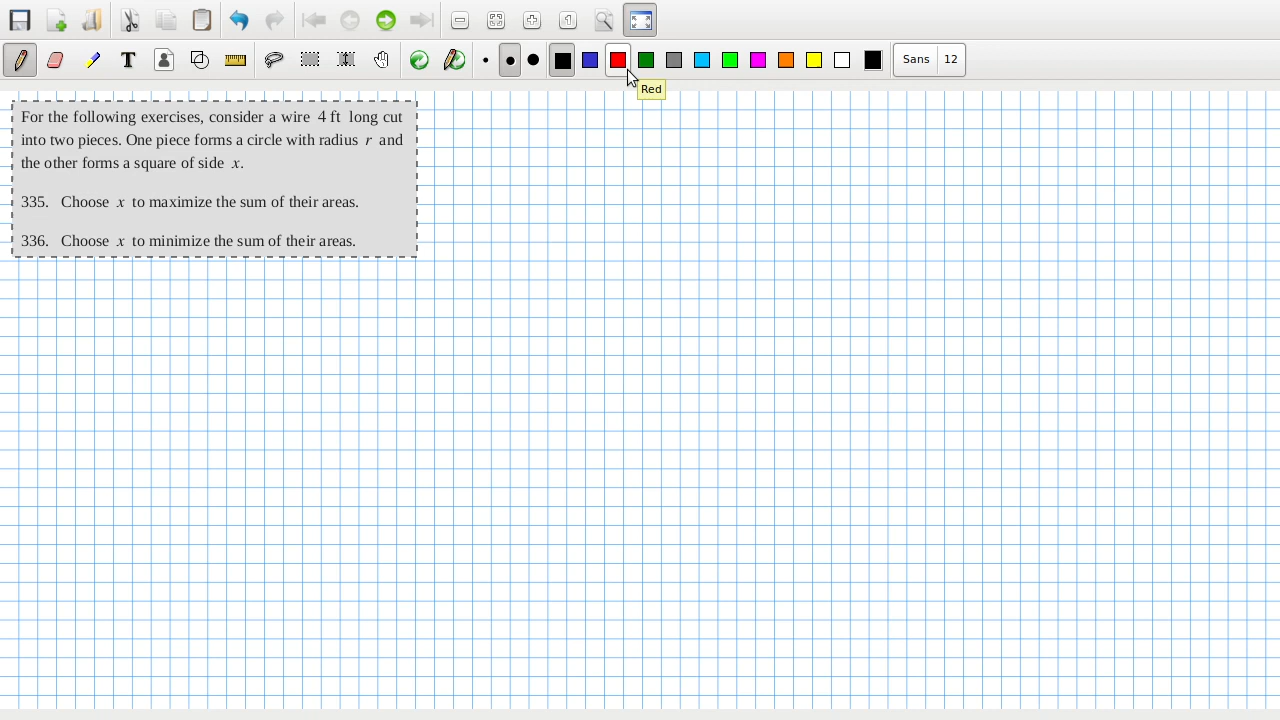 T
Sans 12
Red
For the following exercises, consider a wire 4 ft long cut
into two pieces. One piece forms a circle with radius r and
the other forms a square of side x.
335. Choose x to maximize the sum of their areas.
336. Choose x to minimize the sum of their areas.